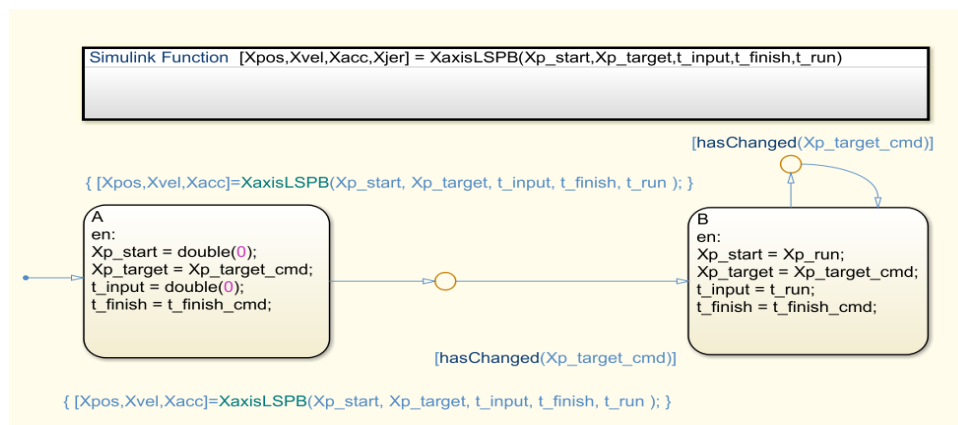 Simulink Function [Xpos,Xvel,Xacc,Xjer] = XaxisLSPB(Xp_start,Xp_target,t_input,t_finish,t_run)
[hasChanged(Xp_target_cmd)]
{ [Xpos,Xvel,Xacc]=XaxisLSPB(Xp_start, Xp_target, t_input, t_finish, t_run ); }
A
en:
Xp_start = double(0);
Xp_target = Xp_target_cmd;
t_input = double(0);
t_finish = t_finish_cmd;
B
en:
Xp_start = Xp_run;
Xp_target = Xp_target_cmd;
t_input = t_run;
t_finish = t_finish_cmd;
[hasChanged(Xp_target_cmd)]
{ [Xpos,Xvel,Xacc]=XaxisLSPB(Xp_start, Xp_target, t_input, t_finish, t_run ); }